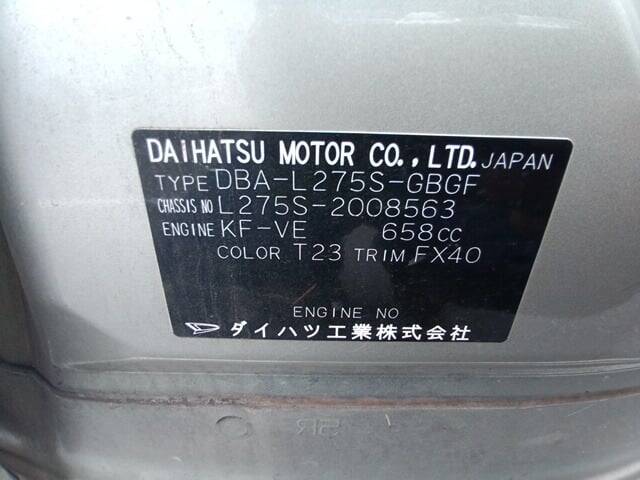 DAIHATSU MOTOR CO., LTD. JAPAN
TYPE DBA-L275S-GBGF
CHASSIS NO L275S-2008563
ENGINE KF-VE 658CC
COLOR T23 TRIM FX40
ENGINE NO
ダイハツ工業株式会社